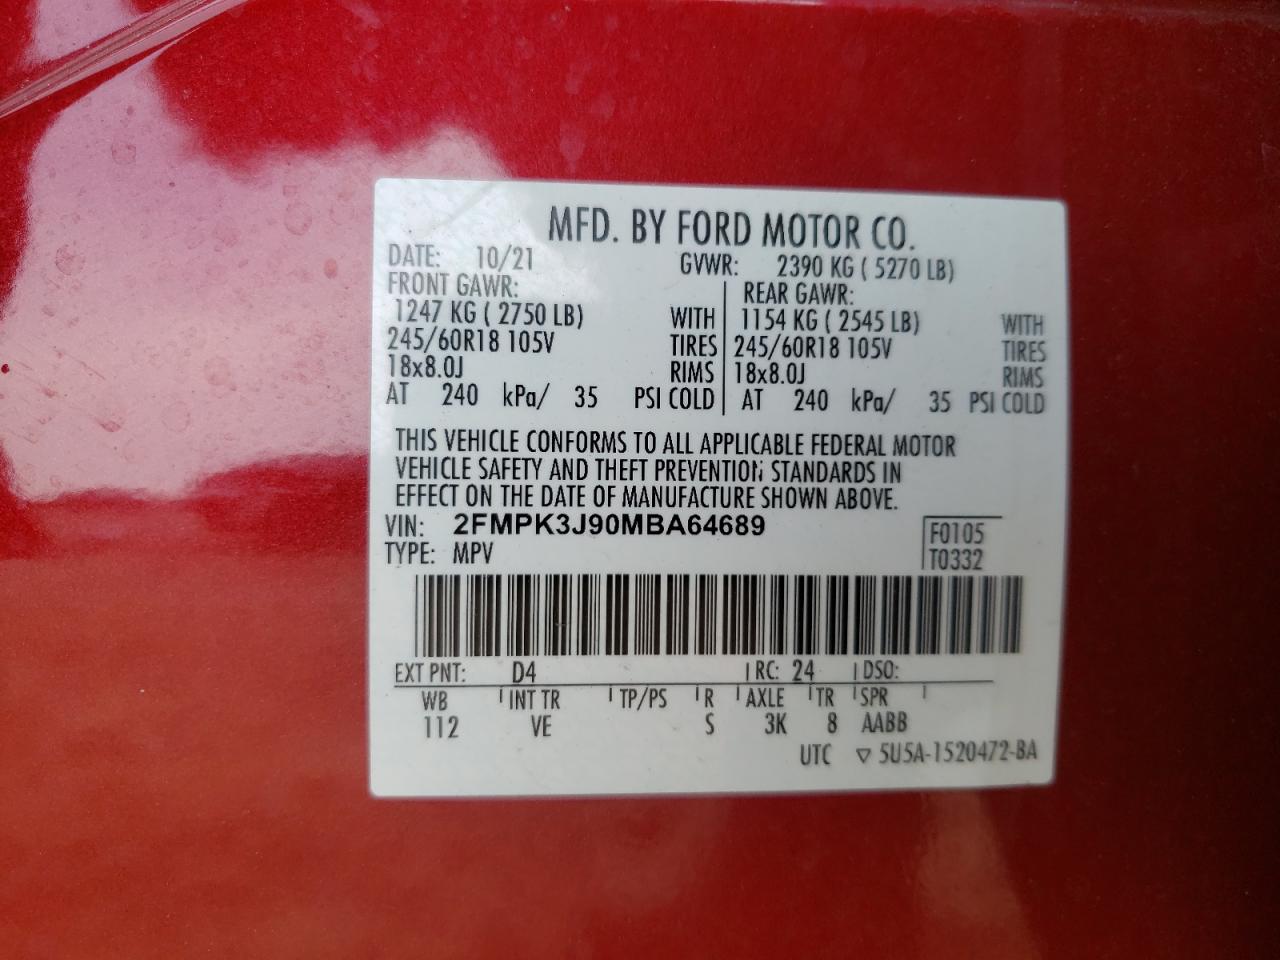 MFD. BY FORD MOTOR CO.
DATE: 10/21 GVWR: 2390 KG ( 5270 LB)
FRONT GAWR: REAR GAWR:
1247 KG ( 2750 LB) WITH 1154 KG ( 2545 LB) WITH
245/60R18 105V TIRES 245/60R18 105V TIRES
18x8.0J RIMS 18x8.0J RIMS
AT 240 kPa/ 35 PSI COLD AT 240 kPa/ 35 PSI COLD
THIS VEHICLE CONFORMS TO ALL APPLICABLE FEDERAL MOTOR
VEHICLE SAFETY AND THEFT PREVENTION STANDARDS IN
EFFECT ON THE DATE OF MANUFACTURE SHOWN ABOVE.
VIN: 2FMPK3J90MBA64689 F0105
TYPE: MPV T0332
EXT PNT: D4 RC: 24 DSO:
WB INT TR TP/PS R AXLE TR SPR
112 VE S 3K 8 AABB
UTC ▽ 5U5A-1520472-BA